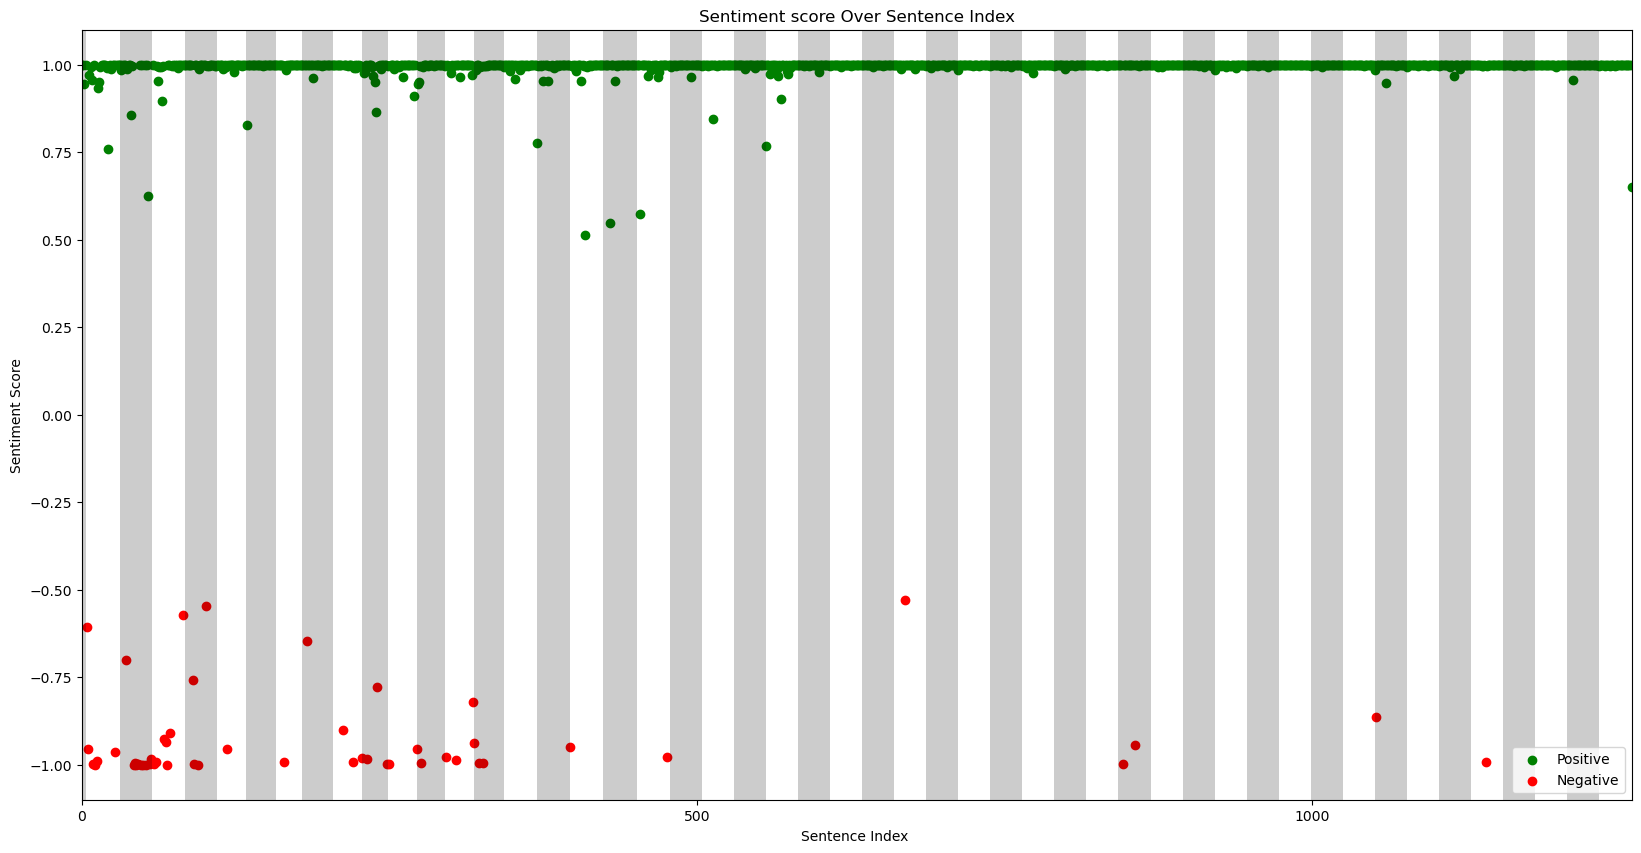 Sentiment score Over Sentence Index
1.00
0.75
0.50
0.25
0.00
−0.25
−0.50
−0.75
−1.00
Sentiment Score
0
500
1000
Sentence Index
Positive
Negative